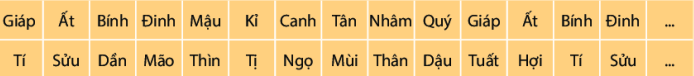 Giáp Ất Bính Đinh Mậu Kỉ Canh Tân Nhâm Quý Giáp Ất Bính Đinh ...
Tí Sửu Dần Mão Thìn Tị Ngọ Mùi Thân Dậu Tuất Hợi Tí Sửu ...